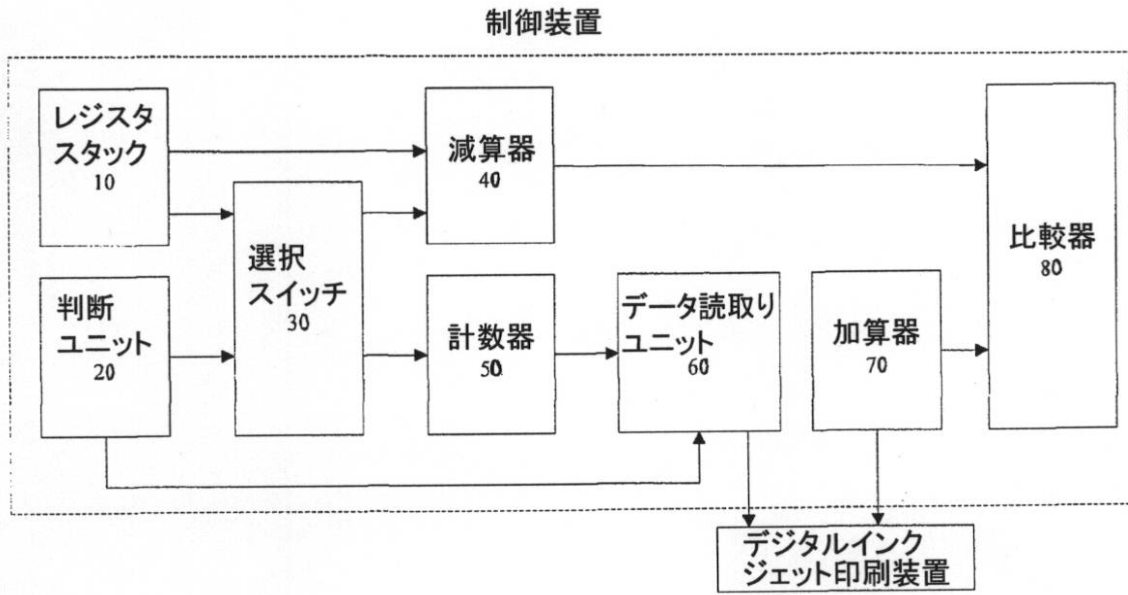 制御装置
レジスタ
スタック
10
減算器
40
選択
スイッチ
30
比較器
80
判断
ユニット
20
計数器
50
データ読取り
ユニット
60
加算器
70
デジタルインク
ジェット印刷装置